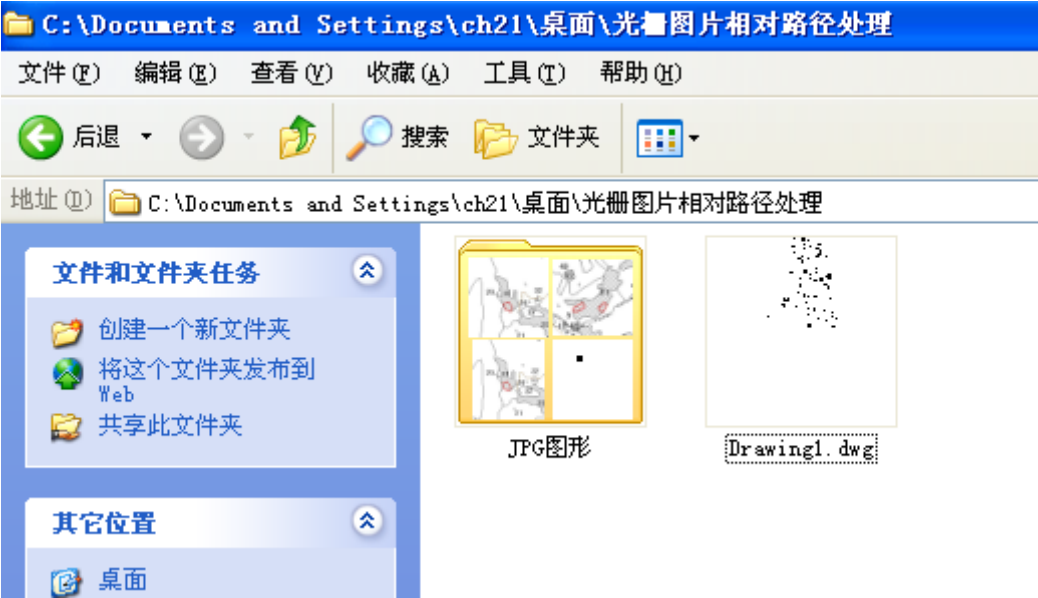 C:\Documents and Settings\ch21\桌面\光栅图片相对路径处理
文件(F) 编辑(E) 查看(V) 收藏(A) 工具(T) 帮助(H)
后退 搜索 文件夹
地址(D) C:\Documents and Settings\ch21\桌面\光栅图片相对路径处理
文件和文件夹任务
创建一个新文件夹
将这个文件夹发布到
Web
共享此文件夹
其它位置
桌面
JPG图形 Drawing1.dwg